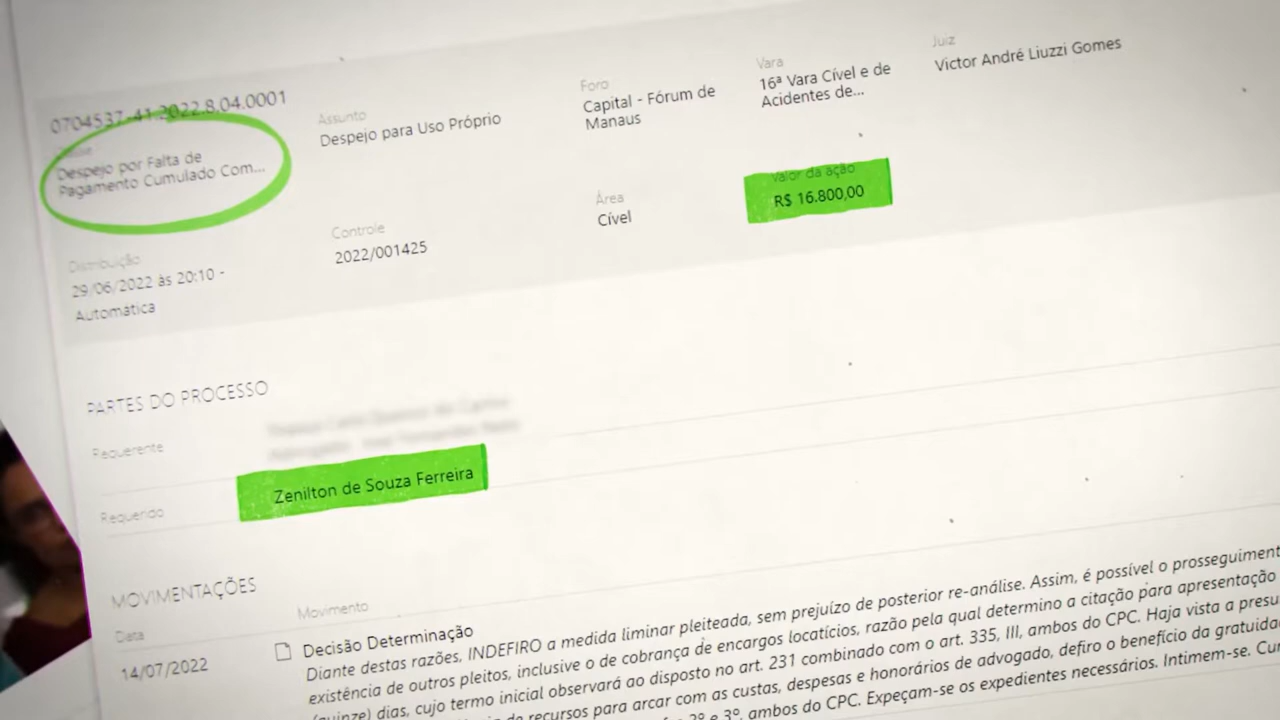 0704537-41.2022.8.04.0001
Classe
Despejo por Falta de
Pagamento Cumulado Com...
Assunto
Despejo para Uso Próprio
Foro
Capital - Fórum de
Manaus
Vara
16ª Vara Cível e de
Acidentes de...
Juiz
Victor André Liuzzi Gomes
Distribuição
29/06/2022 às 20:10 -
Automática
Controle
2022/001425
Área
Cível
Valor da ação
R$ 16.800,00
PARTES DO PROCESSO
Requerente
Requerido
Zenilton de Souza Ferreira
MOVIMENTAÇÕES
Data
Movimento
14/07/2022
Decisão Determinação
Diante destas razões, INDEFIRO a medida liminar pleiteada, sem prejuízo de posterior re-análise. Assim, é possível o prosseguiment
existência de outros pleitos, inclusive o de cobrança de encargos locatícios, razão pela qual determino a citação para apresentação
(quinze) dias, cujo termo inicial observará ao disposto no art. 231 combinado com o art. 335, III, ambos do CPC. Haja vista a presu
de recursos para arcar com as custas, despesas e honorários de advogado, defiro o benefício da gratuida
2º e 3º, ambos do CPC. Expeçam-se os expedientes necessários. Intimem-se. Cu